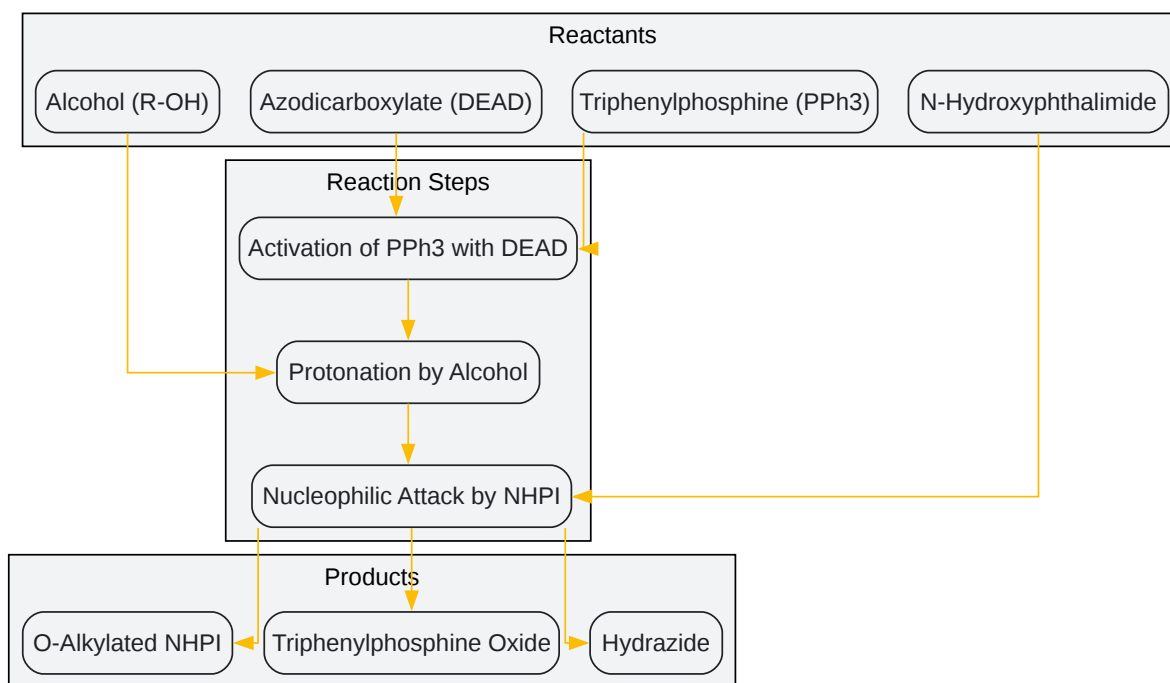 Reactants
Alcohol (R-OH)
Azodicarboxylate (DEAD)
Triphenylphosphine (PPh3)
N-Hydroxyphthalimide
Reaction Steps
Activation of PPh3 with DEAD
Protonation by Alcohol
Nucleophilic Attack by NHPI
Products
O-Alkylated NHPI
Triphenylphosphine Oxide
Hydrazide